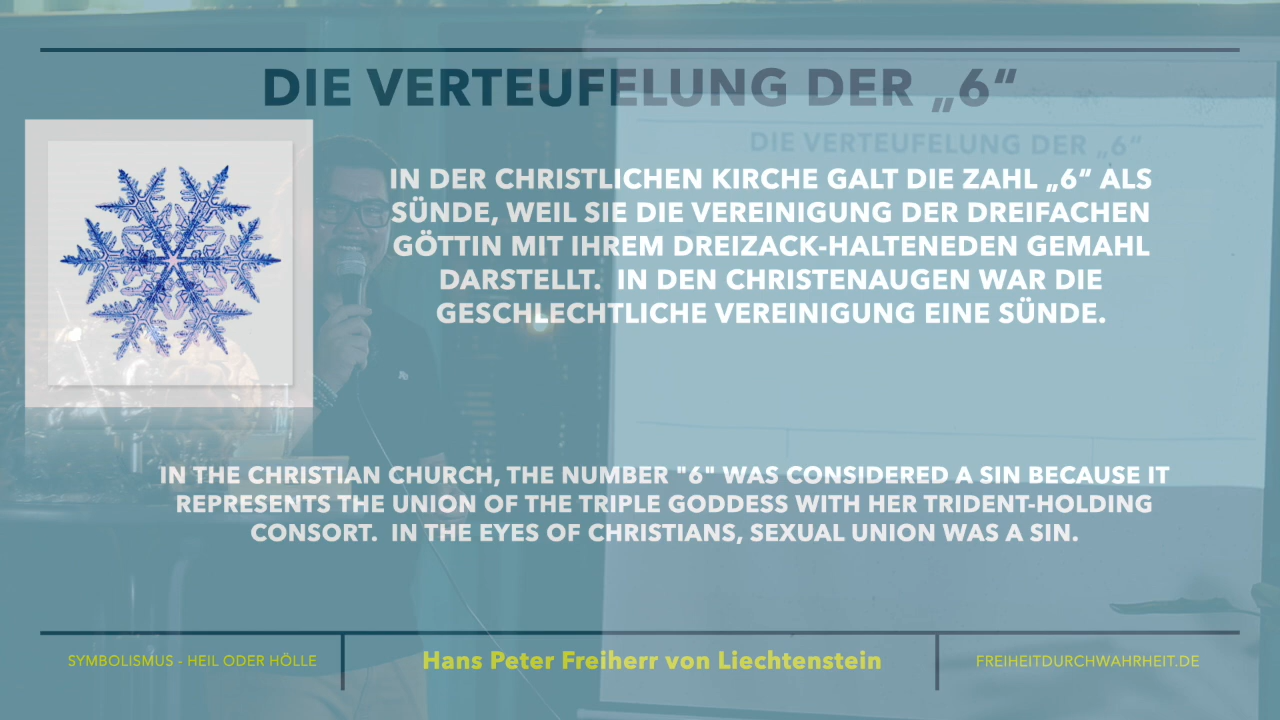 DIE VERTEUFELUNG DER „6“
DIE VERTEUFELUNG DER „6“
IN DER CHRISTLICHEN KIRCHE GALT DIE ZAHL „6“ ALS
SÜNDE, WEIL SIE DIE VEREINIGUNG DER DREIFACHEN
GÖTTIN MIT IHREM DREIZACK-HALTENEDEN GEMAHL
DARSTELLT. IN DEN CHRISTENAUGEN WAR DIE
GESCHLECHTLICHE VEREINIGUNG EINE SÜNDE.
IN THE CHRISTIAN CHURCH, THE NUMBER "6" WAS CONSIDERED A SIN BECAUSE IT
REPRESENTS THE UNION OF THE TRIPLE GODDESS WITH HER TRIDENT-HOLDING
CONSORT. IN THE EYES OF CHRISTIANS, SEXUAL UNION WAS A SIN.
SYMBOLISMUS - HEIL ODER HÖLLE
Hans Peter Freiherr von Liechtenstein
FREIHEITDURCHWAHRHEIT.DE